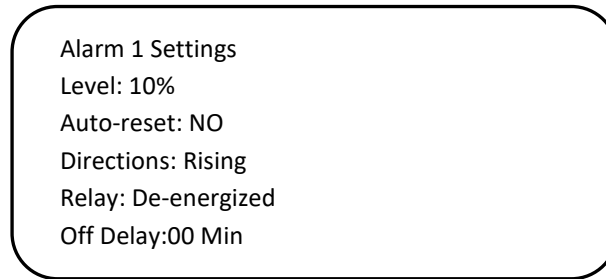 Alarm 1 Settings
Level: 10%
Auto-reset: NO
Directions: Rising
Relay: De-energized
Off Delay:00 Min